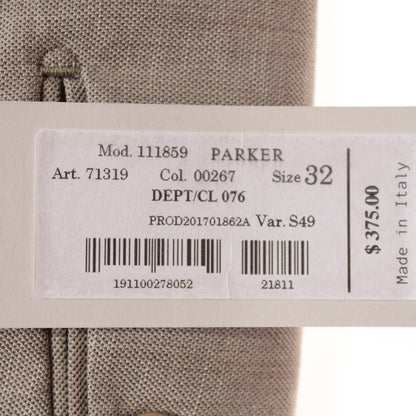 Mod. 111859 PARKER
Art. 71319 Col. 00267 Size 32
DEPT/CL 076
PROD201701862A Var. S49
191100278052 21811
$ 375.00
Made in Italy